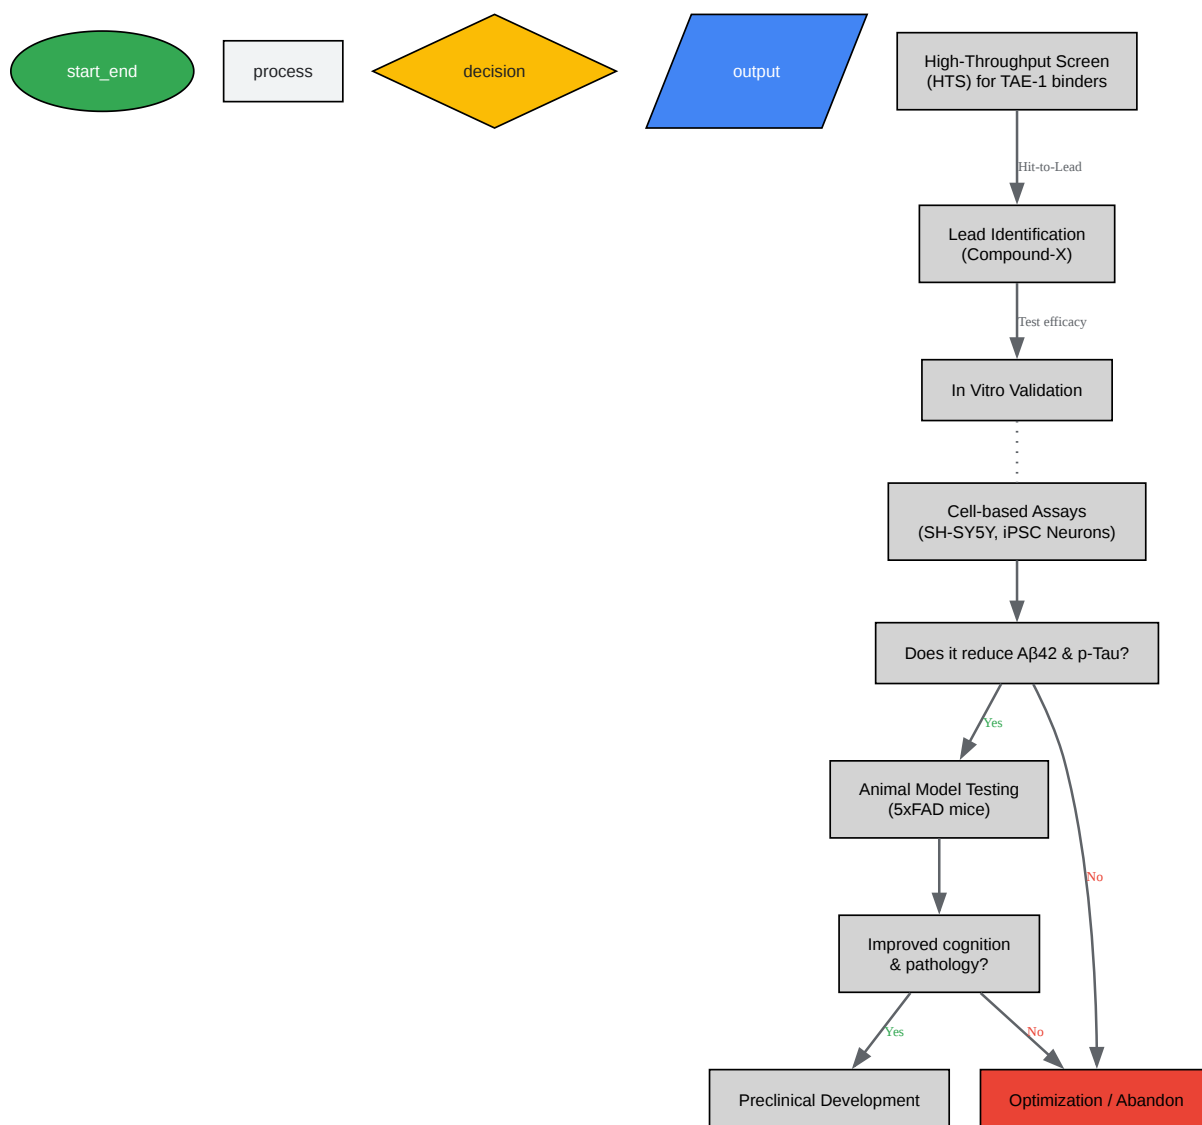 start_end
process
decision
output
High-Throughput Screen
(HTS) for TAE-1 binders
Hit-to-Lead
Lead Identification
(Compound-X)
Test efficacy
In Vitro Validation
Cell-based Assays
(SH-SY5Y, iPSC Neurons)
Does it reduce Aβ42 & p-Tau?
Yes
Animal Model Testing
(5xFAD mice)
No
Improved cognition
& pathology?
Yes
No
Preclinical Development
Optimization / Abandon